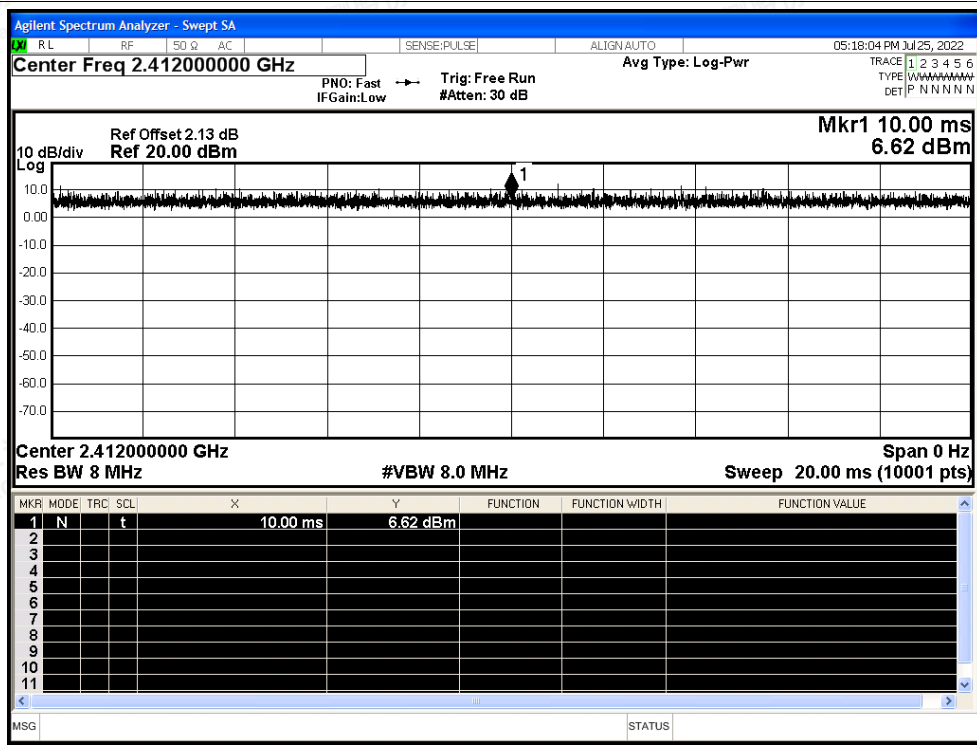 Agilent Spectrum Analyzer - Swept SA
LXI RL RF 50 Ω AC SENSE:PULSE ALIGN AUTO 05:18:04 PM Jul 25, 2022
Center Freq 2.412000000 GHz
PNO: Fast
IFGain:Low
Trig: Free Run
#Atten: 30 dB
Avg Type: Log-Pwr
TRACE 1 2 3 4 5 6
TYPE
DET P N N N N N
Mkr1 10.00 ms
6.62 dBm
Ref Offset 2.13 dB
10 dB/div Ref 20.00 dBm
Log
1
10.0
0.00
-10.0
-20.0
-30.0
-40.0
-50.0
-60.0
-70.0
Center 2.412000000 GHz Span 0 Hz
Res BW 8 MHz #VBW 8.0 MHz Sweep 20.00 ms (10001 pts)
MKR MODE TRC SCL X Y FUNCTION FUNCTION WIDTH FUNCTION VALUE
1 N t 10.00 ms 6.62 dBm
2
3
4
5
6
7
8
9
10
11
MSG STATUS